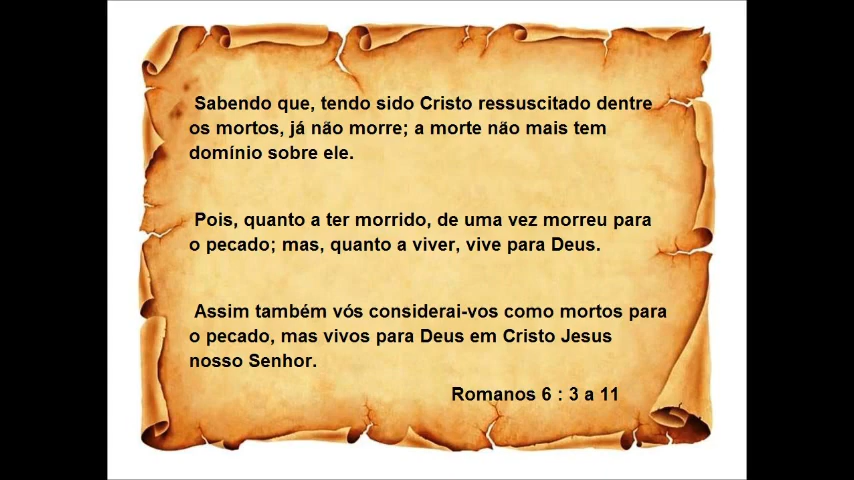 Sabendo que, tendo sido Cristo ressuscitado dentre
os mortos, já não morre; a morte não mais tem
domínio sobre ele.
Pois, quanto a ter morrido, de uma vez morreu para
o pecado; mas, quanto a viver, vive para Deus.
Assim também vós considerai-vos como mortos para
o pecado, mas vivos para Deus em Cristo Jesus
nosso Senhor.
Romanos 6 : 3 a 11